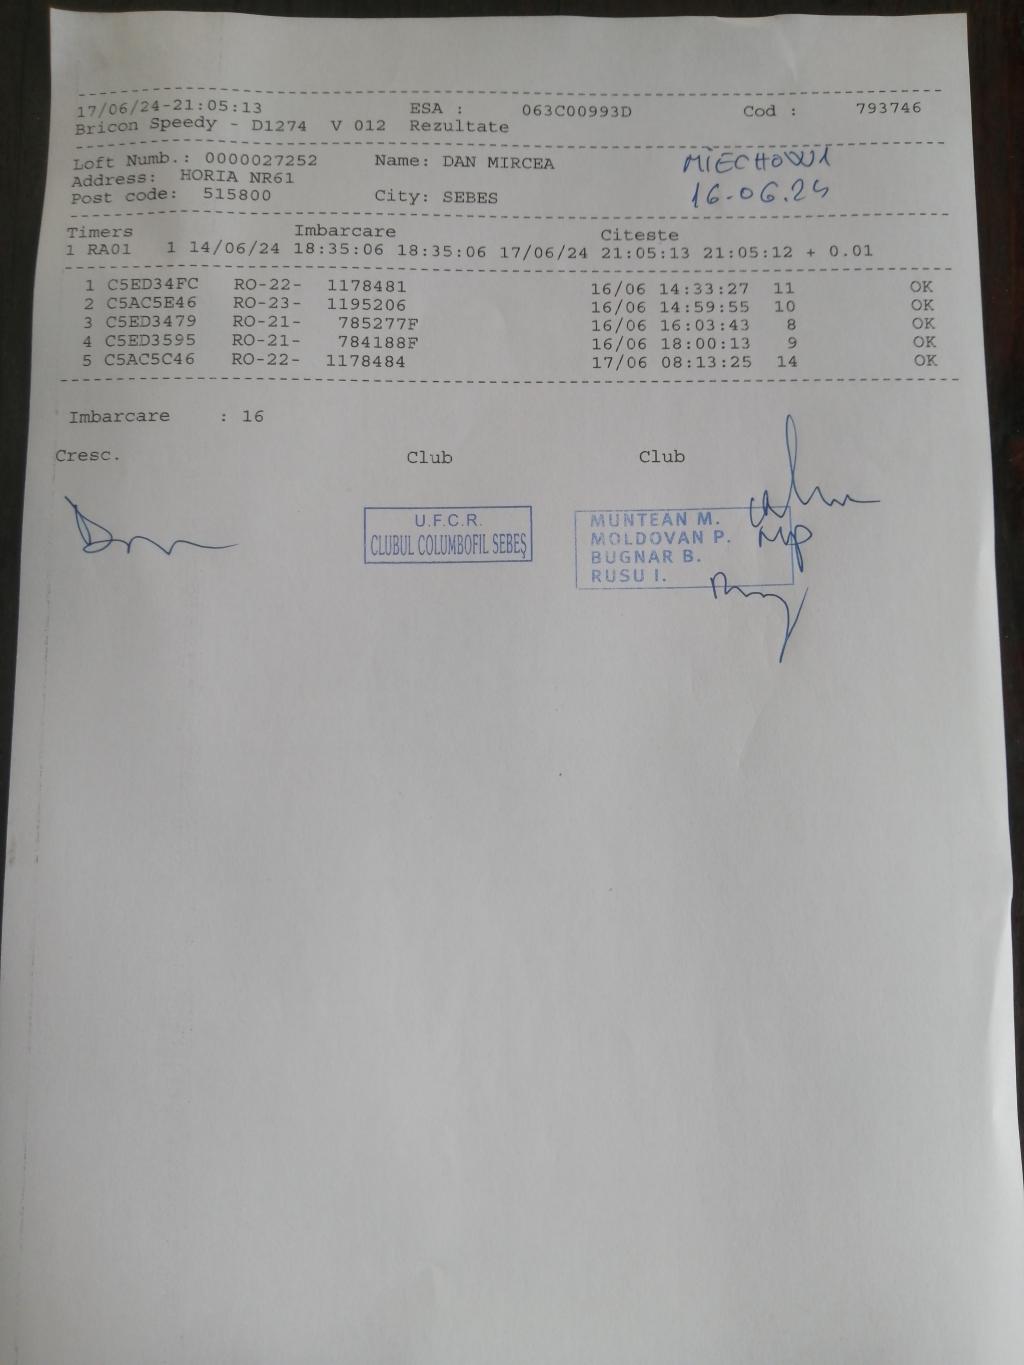 17/06/24-21:05:13 ESA : 063C00993D Cod : 793746
Bricon Speedy - D1274 V 012 Rezultate
Loft Numb.: 0000027252 Name: DAN MIRCEA
Address: HORIA NR61
Post code: 515800 City: SEBES
MIECHOWI
16-06.24
Timers Imbarcare Citeste
1 RA01 1 14/06/24 18:35:06 18:35:06 17/06/24 21:05:13 21:05:12 + 0.01
1 C5ED34FC RO-22- 1178481 16/06 14:33:27 11 OK
2 C5AC5E46 RO-23- 1195206 16/06 14:59:55 10 OK
3 C5ED3479 RO-21- 785277F 16/06 16:03:43 8 OK
4 C5ED3595 RO-21- 784188F 16/06 18:00:13 9 OK
5 C5AC5C46 RO-22- 1178484 17/06 08:13:25 14 OK
Imbarcare : 16
Cresc. Club Club
U.F.C.R.
CLUBUL COLUMBOFIL SEBEȘ
MUNTEAN M.
MOLDOVAN P.
BUGNAR B.
RUSU I.